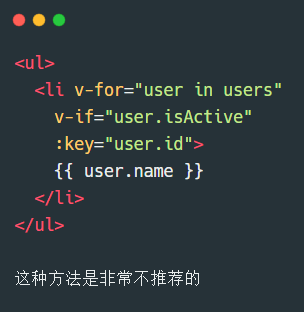 <ul>
  <li v-for="user in users"
    v-if="user.isActive"
    :key="user.id">
    {{ user.name }}
  </li>
</ul>
这种方法是非常不推荐的